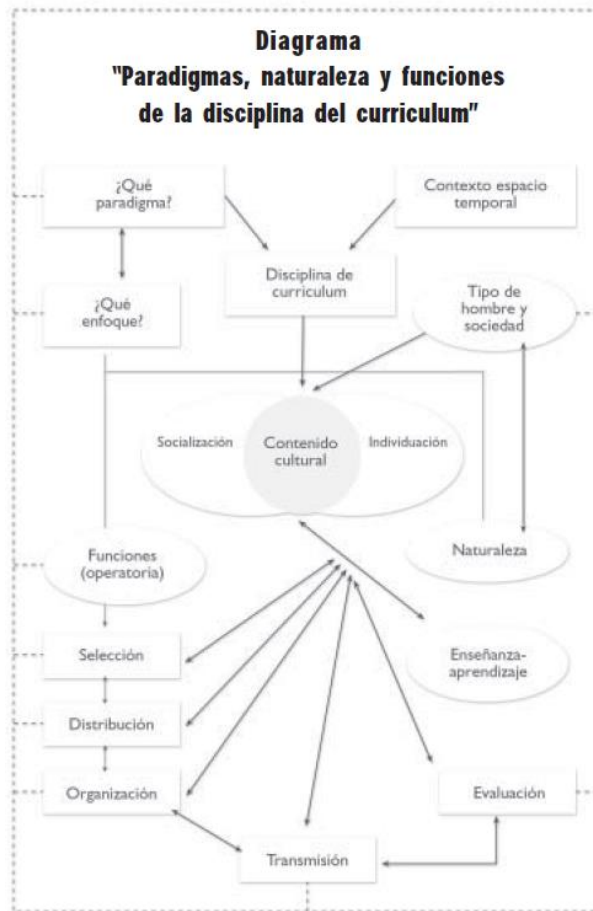 Diagrama
"Paradigmas, naturaleza y funciones
de la disciplina del curriculum"
¿Qué
paradigma?
Contexto espacio
temporal
Disciplina de
curriculum
¿Qué
enfoque?
Tipo de
hombre y
sociedad
Socialización
Contenido
cultural
Individuación
Funciones
(operatoria)
Naturaleza
Selección
Enseñanza-
aprendizaje
Distribución
Organización
Evaluación
Transmisión